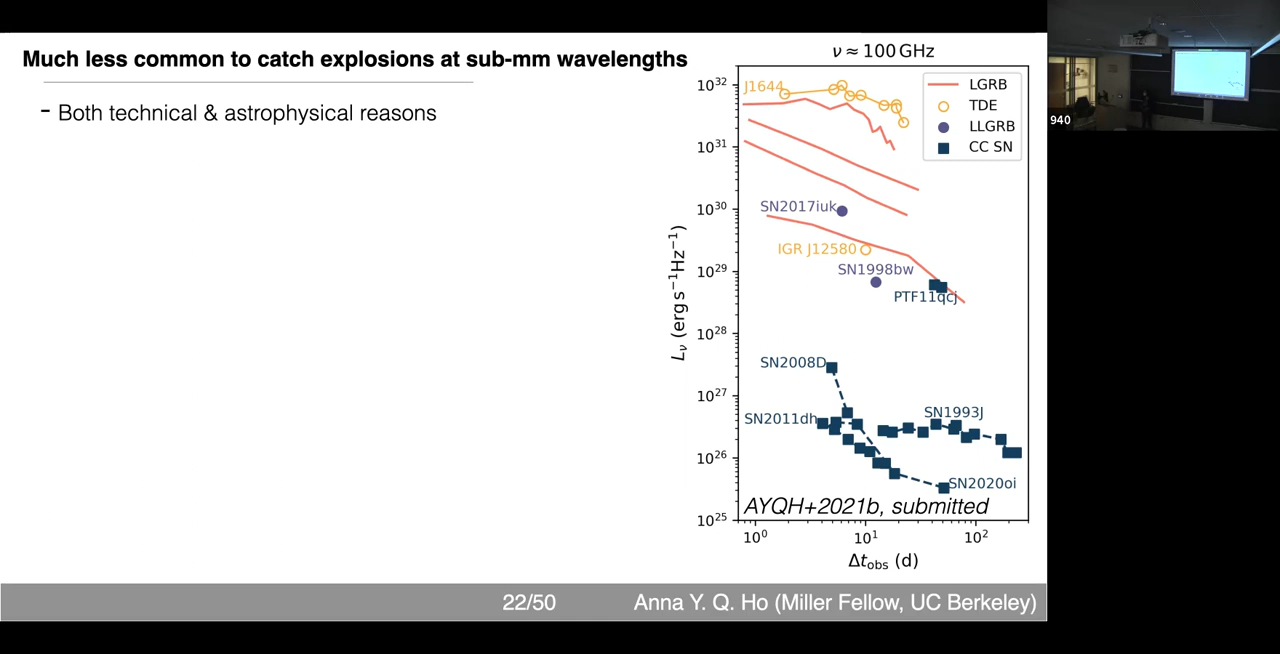 Much less common to catch explosions at sub-mm wavelengths
- Both technical & astrophysical reasons
ν ≈ 100 GHz
10³²
10³¹
10³⁰
10²⁹
10²⁸
10²⁷
10²⁶
10²⁵
Lν (erg s⁻¹Hz⁻¹)
J1644
LGRB
TDE
LLGRB
CC SN
SN2017iuk
IGR J12580
SN1998bw
PTF11qcj
SN2008D
SN2011dh
SN1993J
SN2020oi
AYQH+2021b, submitted
10⁰
10¹
10²
Δt_obs (d)
22/50
Anna Y. Q. Ho (Miller Fellow, UC Berkeley)
940